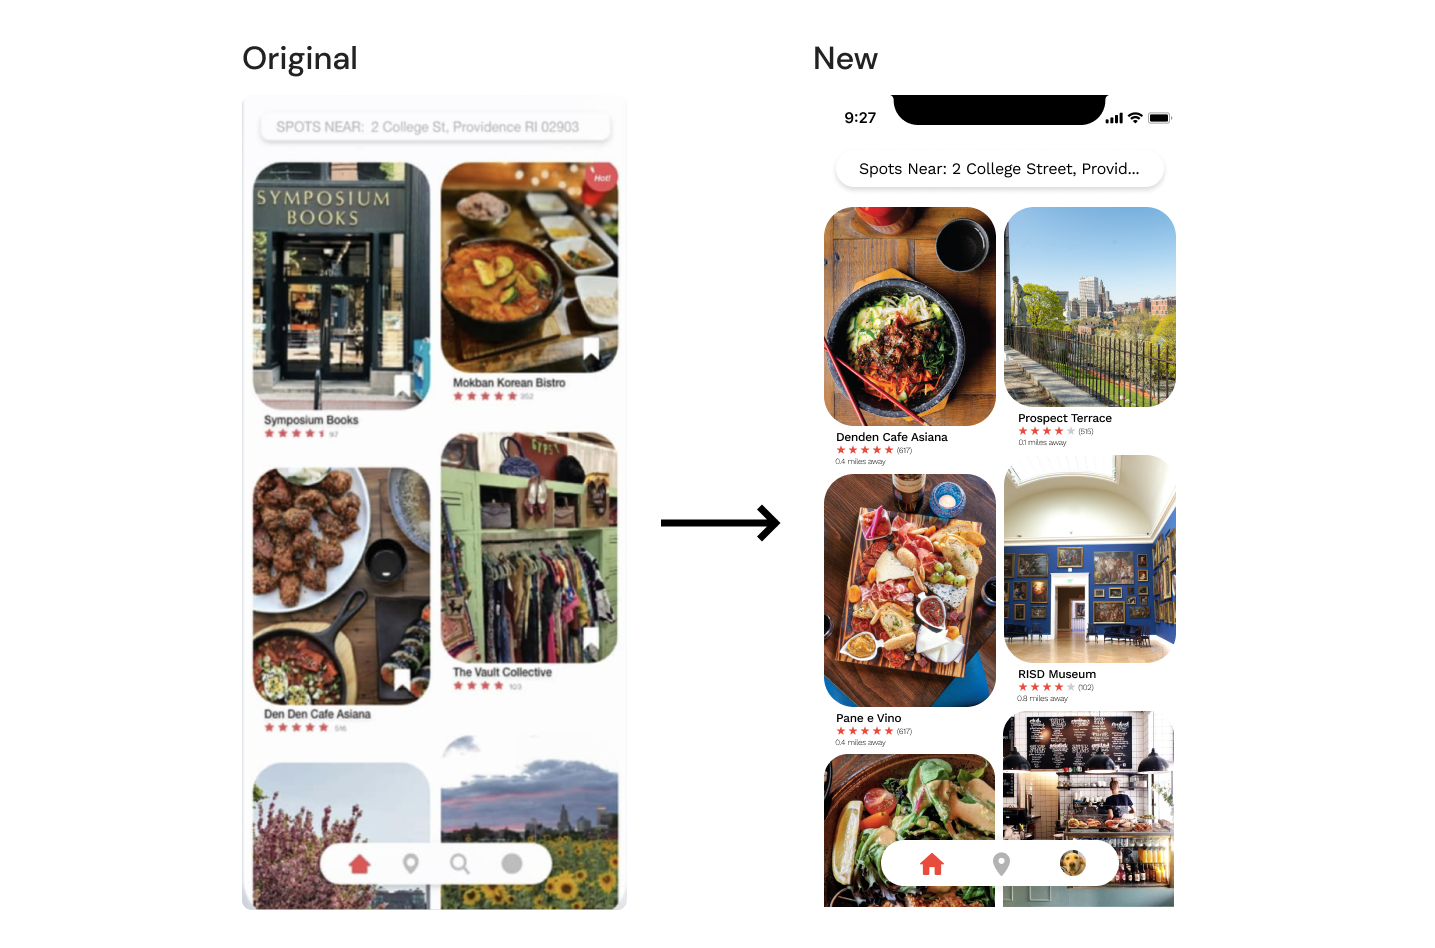 Original
New
SPOTS NEAR: 2 College St, Providence RI 02903
SYMPOSIUM
BOOKS
Hot!
Symposium Books
97
Mokban Korean Bistro
352
GYPSY
Den Den Cafe Asiana
516
The Vault Collective
103
9:27
Spots Near: 2 College Street, Provid...
Denden Cafe Asiana
(617)
0.4 miles away
Prospect Terrace
(515)
0.1 miles away
Pane e Vino
(617)
0.4 miles away
RISD Museum
(102)
0.8 miles away